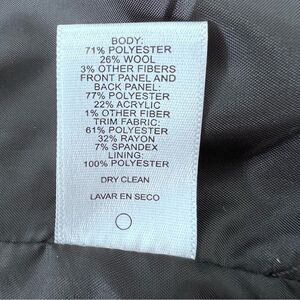 BODY:
71% POLYESTER
26% WOOL
3% OTHER FIBERS
FRONT PANEL AND
BACK PANEL:
77% POLYESTER
22% ACRYLIC
1% OTHER FIBER
TRIM FABRIC:
61% POLYESTER
32% RAYON
7% SPANDEX
LINING:
100% POLYESTER
DRY CLEAN
LAVAR EN SECO